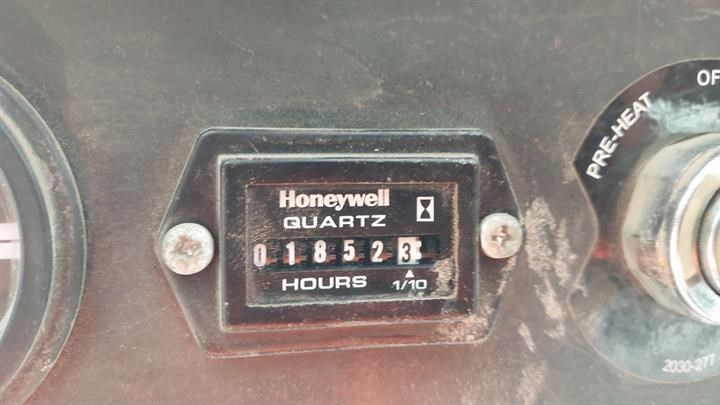 Honeywell
QUARTZ
018523
HOURS 1/10
PRE-HEAT
OF
2030-277